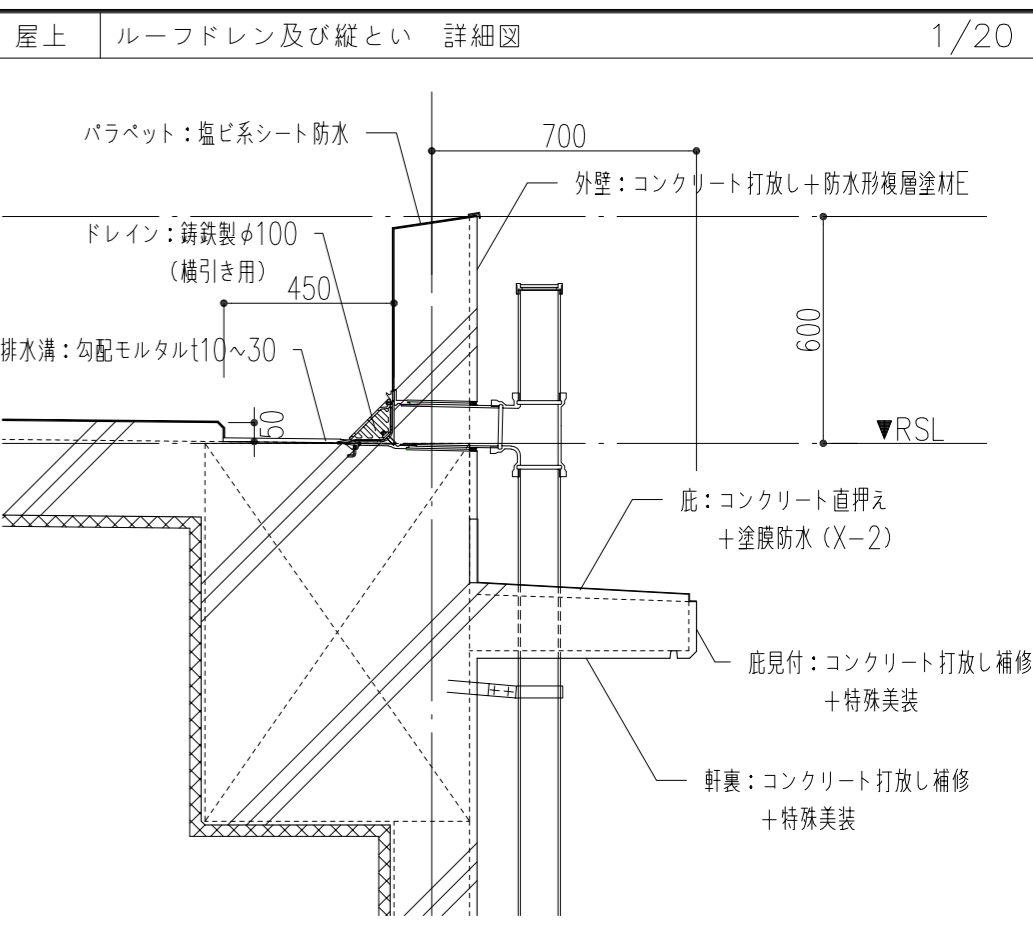 屋上 ルーフドレン及び縦とい 詳細図 1/20
パラペット：塩ビ系シート防水
700
外壁：コンクリート打放し＋防水形複層塗材E
ドレイン：鋳鉄製φ100
（横引き用）
450
600
排水溝：勾配モルタルt10～30
50
▼RSL
庇：コンクリート直押え
＋塗膜防水（X－2）
庇見付：コンクリート打放し補修
＋特殊美装
軒裏：コンクリート打放し補修
＋特殊美装